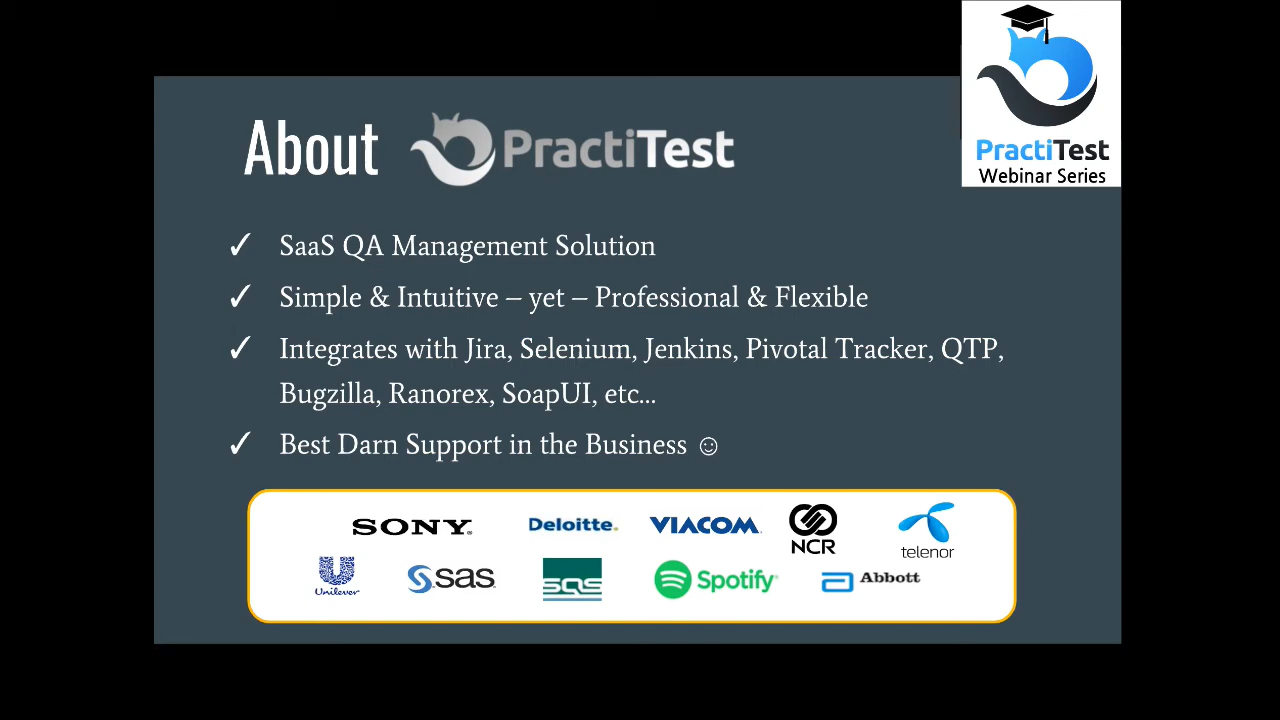 PractiTest
Webinar Series
About PractiTest
✓ SaaS QA Management Solution
✓ Simple & Intuitive – yet – Professional & Flexible
✓ Integrates with Jira, Selenium, Jenkins, Pivotal Tracker, QTP,
Bugzilla, Ranorex, SoapUI, etc...
✓ Best Darn Support in the Business ☺
SONY® Deloitte. VIACOM NCR telenor
Unilever sas sqs Spotify® Abbott